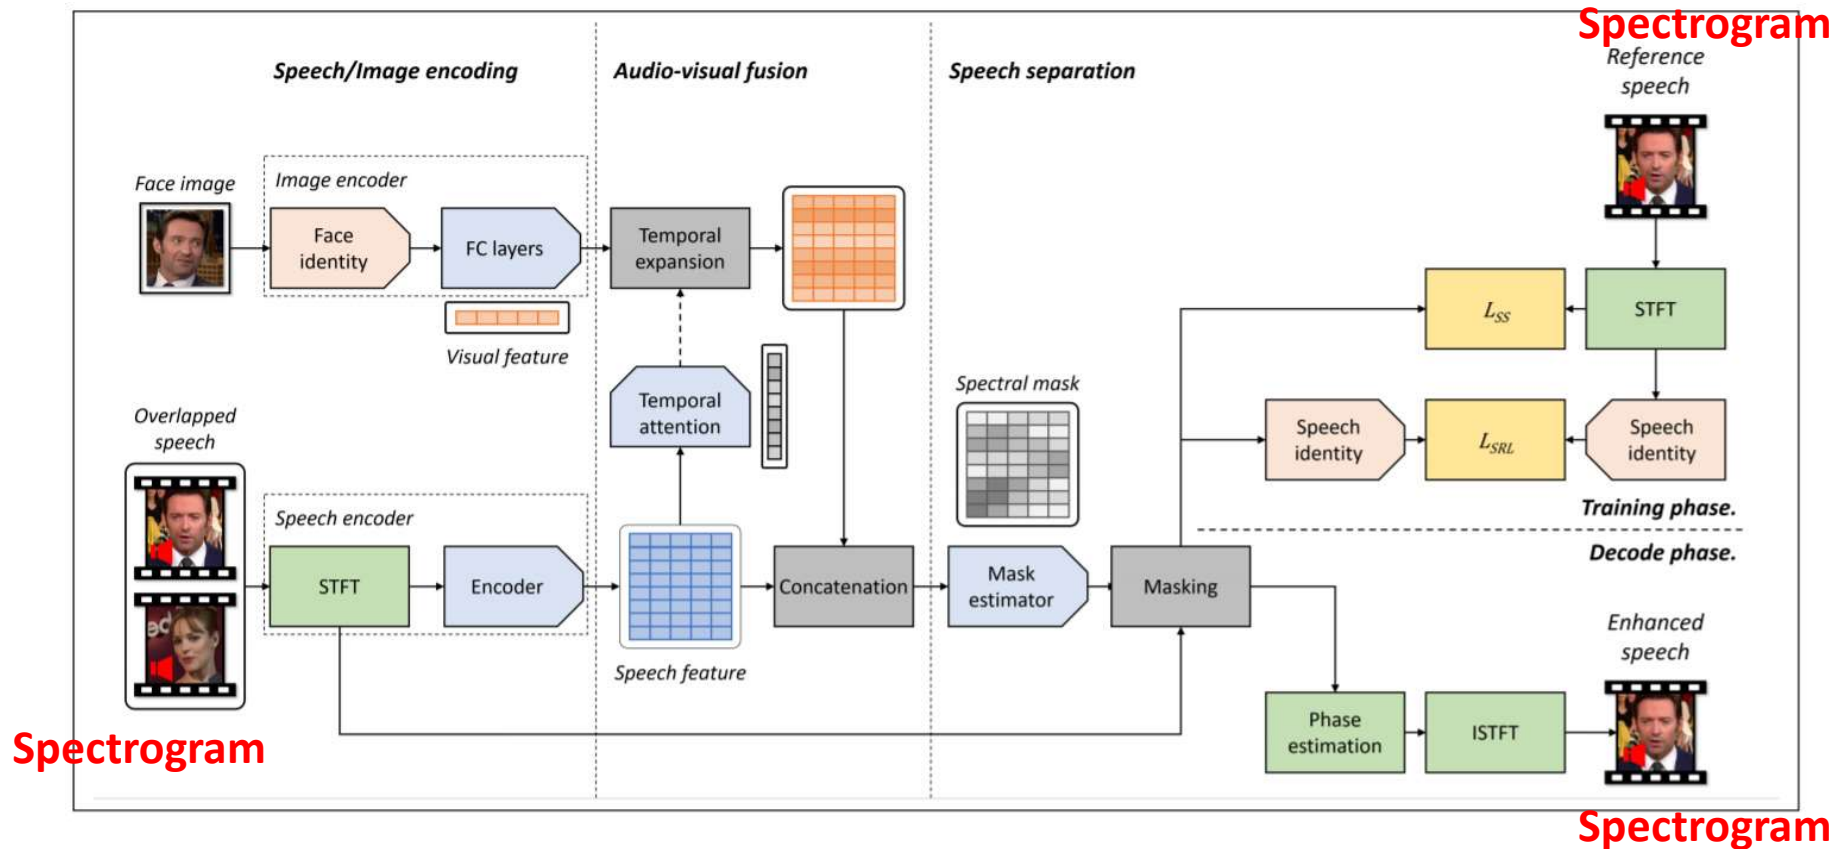 Spectrogram
Speech/Image encoding
Audio-visual fusion
Speech separation
Reference
speech
Face image
Image encoder
Face
identity
FC layers
Temporal
expansion
Visual feature
STFT
L_SS
Temporal
attention
Spectral mask
Overlapped
speech
Speech
identity
L_SRL
Speech
identity
Training phase.
Speech encoder
STFT
Encoder
Concatenation
Mask
estimator
Masking
Decode phase.
Speech feature
Enhanced
speech
Phase
estimation
ISTFT
Spectrogram
Spectrogram